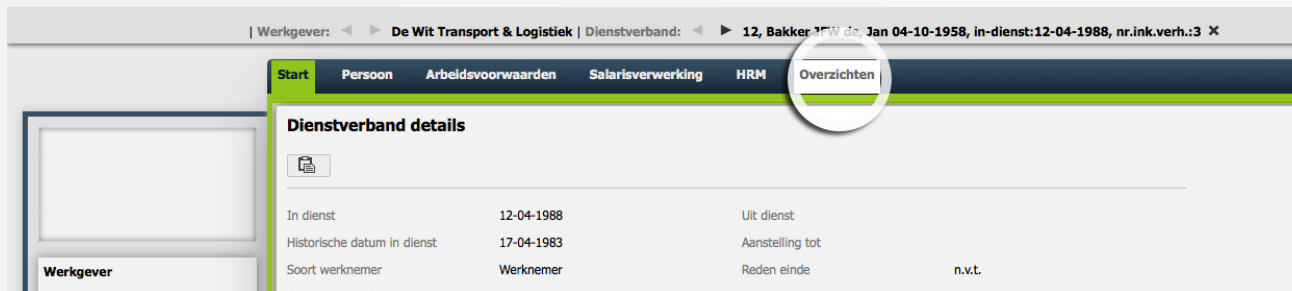 | Werkgever: De Wit Transport & Logistiek | Dienstverband: 12, Bakker JFW de, Jan 04-10-1958, in-dienst:12-04-1988, nr.ink.verh.:3
Start Persoon Arbeidsvoorwaarden Salarisverwerking HRM Overzichten
Dienstverband details
In dienst 12-04-1988 Uit dienst
Historische datum in dienst 17-04-1983 Aanstelling tot
Soort werknemer Werknemer Reden einde n.v.t.
Werkgever